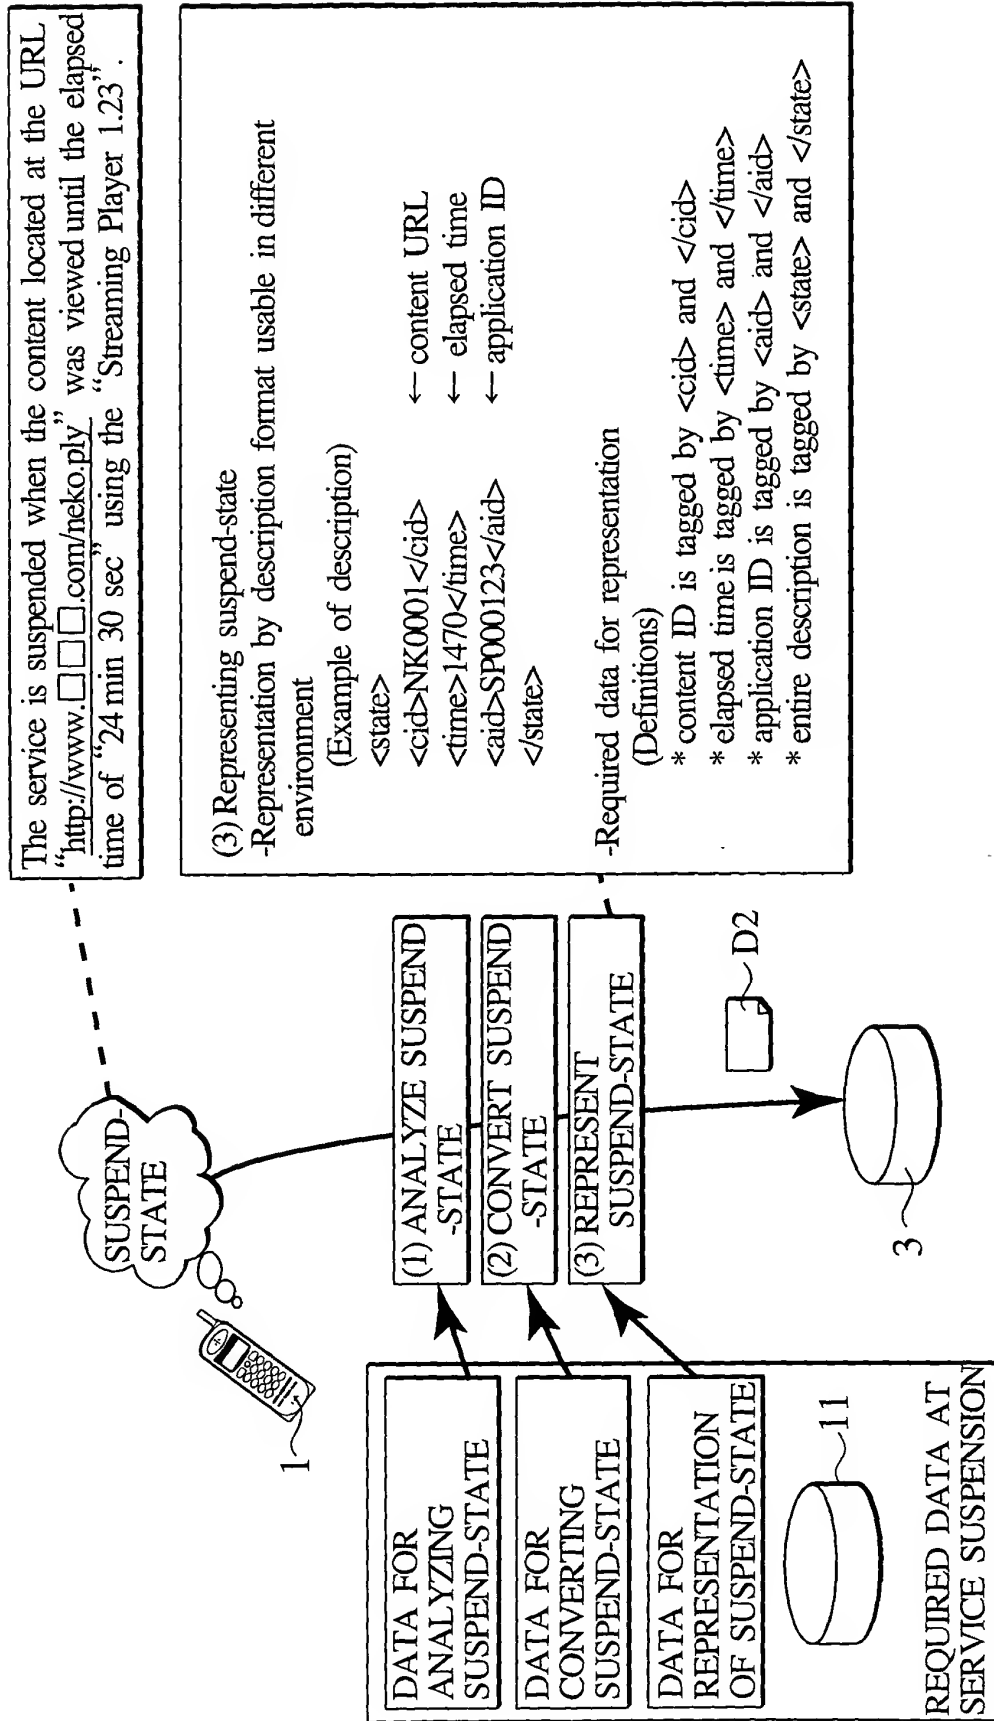 The service is suspended when the content located at the URL
“http://www.□□□.com/neko.ply” was viewed until the elapsed
time of “24 min 30 sec” using the “Streaming Player 1.23”.
SUSPEND-
STATE
1
(3) Representing suspend-state
-Representation by description format usable in different
environment
(Example of description)
<state>
<cid>NK0001</cid> ← content URL
<time>1470</time> ← elapsed time
<aid>SP000123</aid> ← application ID
</state>
-Required data for representation
(Definitions)
* content ID is tagged by <cid> and </cid>
* elapsed time is tagged by <time> and </time>
* application ID is tagged by <aid> and </aid>
* entire description is tagged by <state> and </state>
(1) ANALYZE SUSPEND
-STATE
(2) CONVERT SUSPEND
-STATE
(3) REPRESENT
SUSPEND-STATE
D2
3
DATA FOR
ANALYZING
SUSPEND-STATE
DATA FOR
CONVERTING
SUSPEND-STATE
DATA FOR
REPRESENTATION
OF SUSPEND-STATE
11
REQUIRED DATA AT
SERVICE SUSPENSION